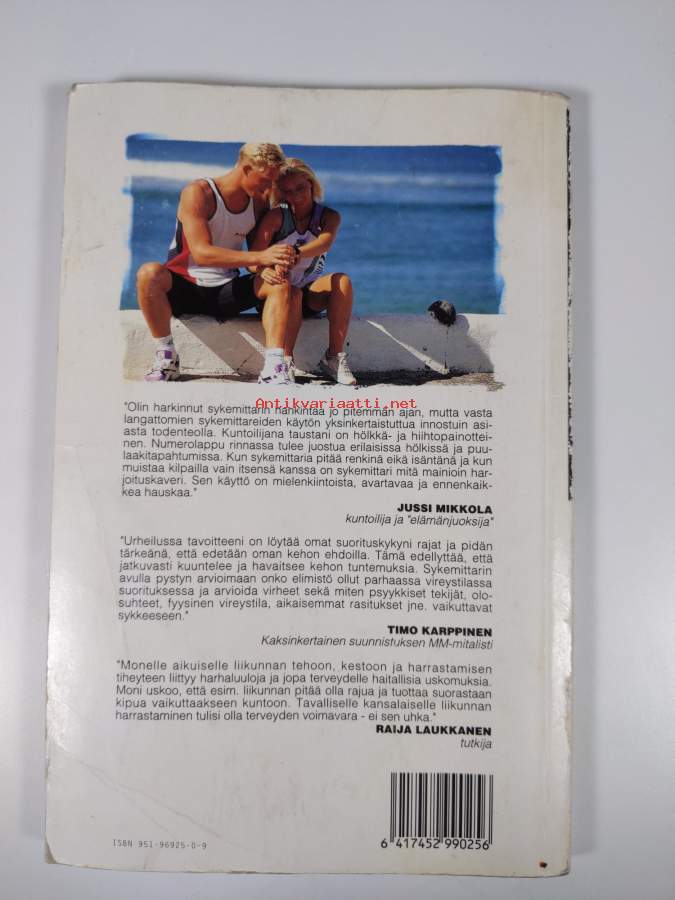 Antikvariaatti.net
"Olin harkinnut sykemittarin hankintaa jo pitemmän ajan, mutta vasta
langattomien sykemittareiden käytön yksinkertaistuttua innostuin asi-
asta todenteolla. Kuntoilijana taustani on hölkkä- ja hiihtopainottei-
nen. Numerolappu rinnassa tulee juostua erilaisissa hölkissä ja puu-
laakitapahtumissa. Kun sykemittaria pitää renkinä eikä isäntänä ja kun
muistaa kilpailla vain itsensä kanssa on sykemittari mitä mainioin har-
joituskaveri. Sen käyttö on mielenkiintoista, avartavaa ja ennenkaik-
kea hauskaa."
JUSSI MIKKOLA
kuntoilija ja "elämänjuoksija"
"Urheilussa tavoitteeni on löytää omat suorituskykyni rajat ja pidän
tärkeänä, että edetään oman kehon ehdoilla. Tämä edellyttää, että
jatkuvasti kuuntelee ja havaitsee kehon tuntemuksia. Sykemittarin
avulla pystyn arvioimaan onko elimistö ollut parhaassa vireystilassa
suorituksessa ja arvioida virheet sekä miten psyykkiset tekijät, olo-
suhteet, fyysinen vireystila, aikaisemmat rasitukset jne. vaikuttavat
sykkeeseen."
TIMO KARPPINEN
Kaksinkertainen suunnistuksen MM-mitalisti
"Monelle aikuiselle liikunnan tehoon, kestoon ja harrastamisen
tiheyteen liittyy harhaluuloja ja jopa terveydelle haitallisia uskomuksia.
Moni uskoo, että esim. liikunnan pitää olla rajua ja tuottaa suorastaan
kipua vaikuttaakseen kuntoon. Tavalliselle kansalaiselle liikunnan
harrastaminen tulisi olla terveyden voimavara - ei sen uhka."
RAIJA LAUKKANEN
tutkija
ISBN 951-96925-0-9
6 417452 990256